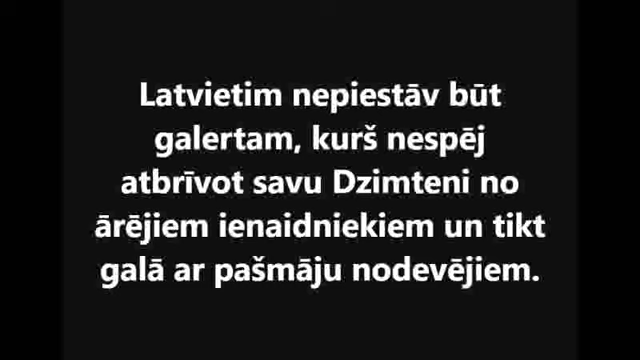 Latvietim nepiestāv būt
galertam, kurš nespēj
atbrīvot savu Dzimteni no
ārējiem ienaidniekiem un tikt
galā ar pašmāju nodevējiem.